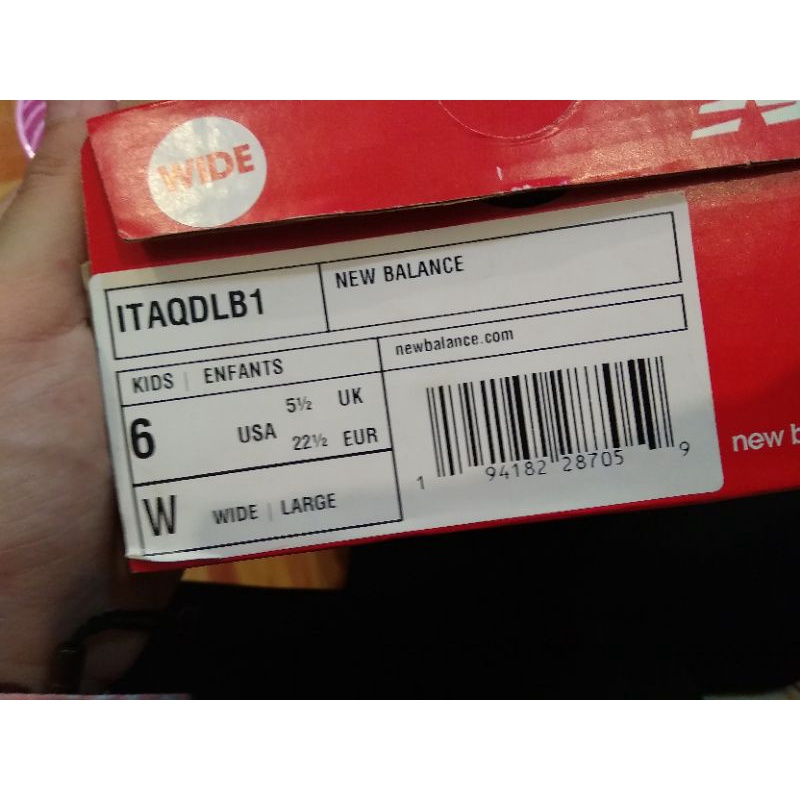 WIDE
ITAQDLB1
NEW BALANCE
KIDS | ENFANTS
newbalance.com
6 USA
5½ UK
22½ EUR
W WIDE | LARGE
1 94182 28705 9
new b